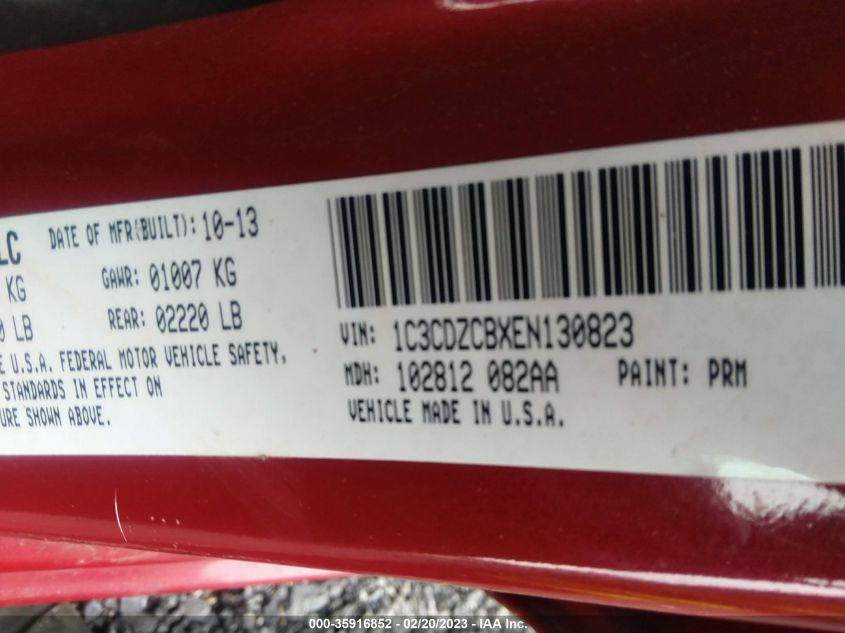 LC DATE OF MFR(BUILT): 10-13
KG GAWR: 01007 KG
0 LB REAR: 02220 LB
E U.S.A. FEDERAL MOTOR VEHICLE SAFETY,
STANDARDS IN EFFECT ON
URE SHOWN ABOVE.
VIN: 1C3CDZCBXEN130823
MDH: 102812 082AA PAINT: PRM
VEHICLE MADE IN U.S.A.
000-35916852 - 02/20/2023 - IAA Inc.